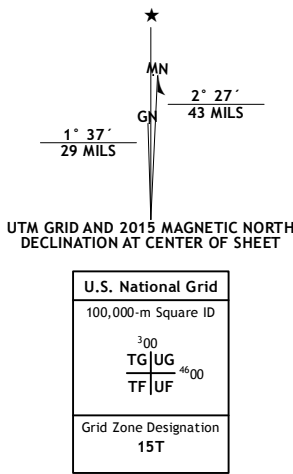 ★
MN
GN
2° 27´
43 MILS
1° 37´
29 MILS
UTM GRID AND 2015 MAGNETIC NORTH
DECLINATION AT CENTER OF SHEET
U.S. National Grid
100,000-m Square ID
³00
TG UG
⁴⁶00
TF UF
Grid Zone Designation
15T